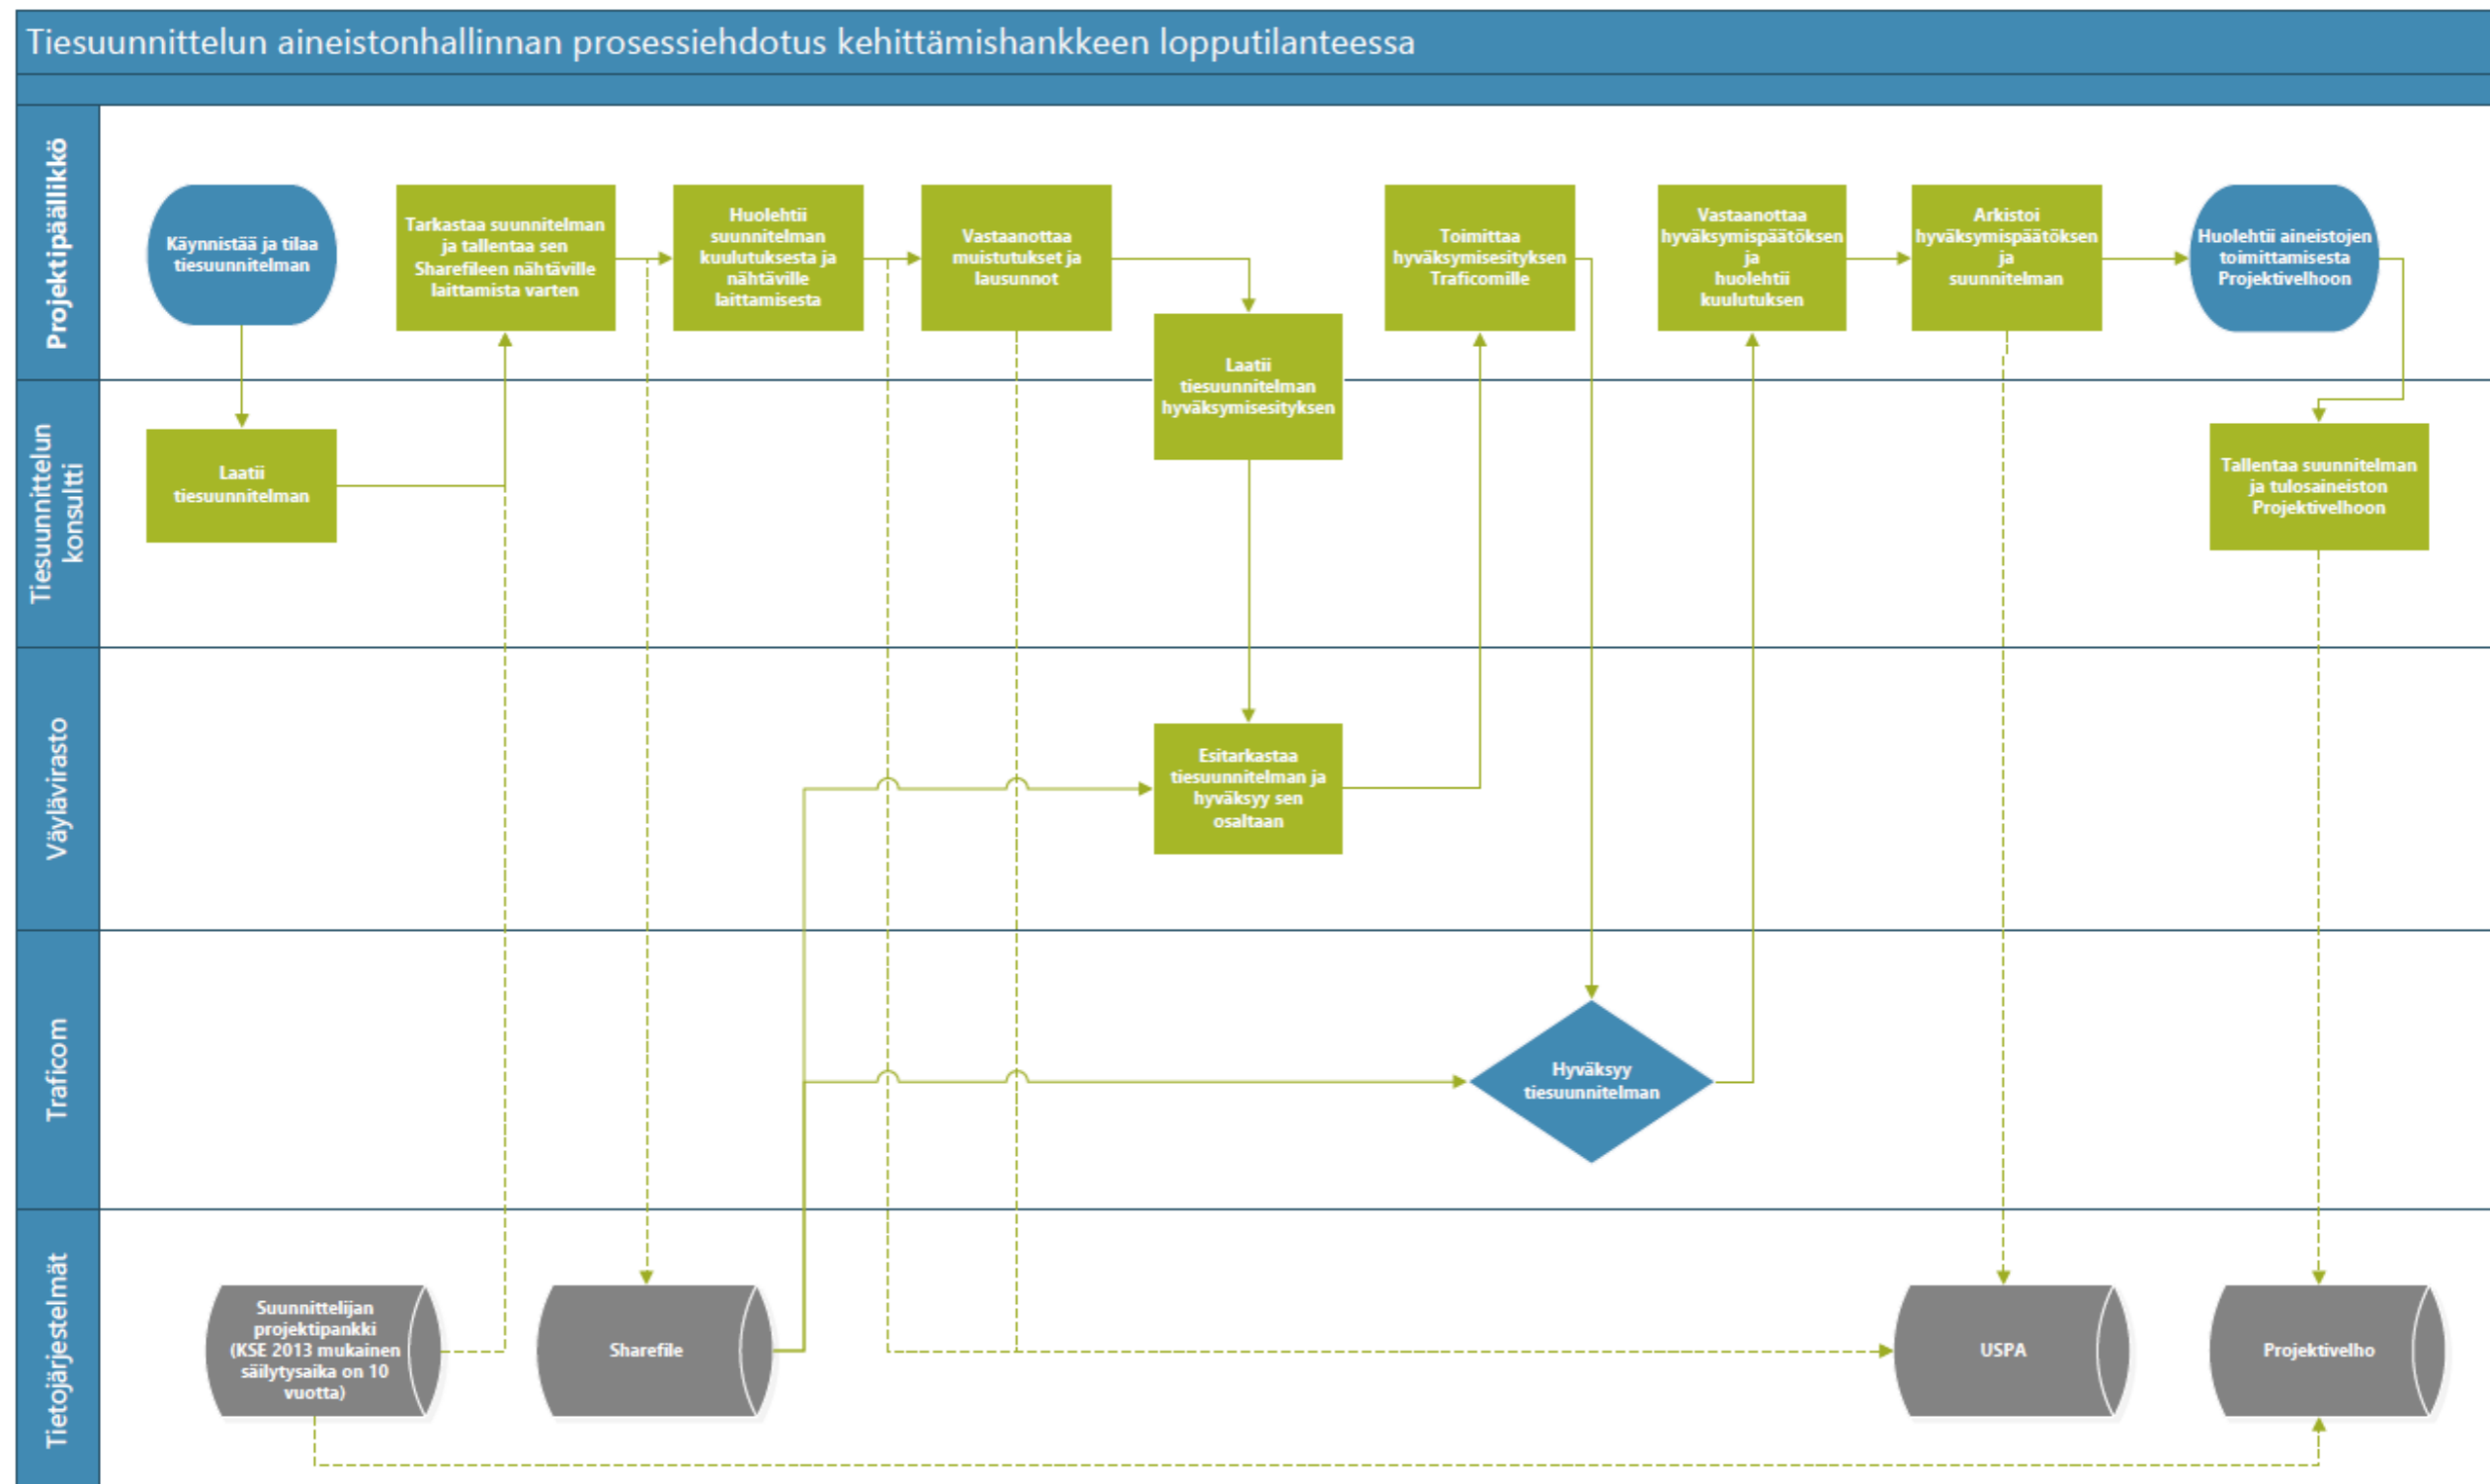 Tiesuunnittelun aineistonhallinnan prosessiehdotus kehittämishankkeen lopputilanteessa
Projektipäällikkö
Käynnistää ja tilaa
tiesuunnitelman
Tarkastaa suunnitelman
ja tallentaa sen
Sharefileen nähtäville
laittamista varten
Huolehtii
suunnitelman
kuulutuksesta ja
nähtäville
laittamisesta
Vastaanottaa
muistutukset ja
lausunnot
Laatii
tiesuunnitelman
hyväksymisesityksen
Toimittaa
hyväksymisesityksen
Traficomille
Vastaanottaa
hyväksymispäätöksen
ja
huolehtii
kuulutuksen
Arkistoi
hyväksymispäätöksen
ja
suunnitelman
Huolehtii aineistojen
toimittamisesta
Projektivelhoon
Tiesuunnittelun
konsultti
Laatii
tiesuunnitelman
Tallentaa suunnitelman
ja tulosaineiston
Projektivelhoon
Väylävirasto
Esitarkastaa
tiesuunnitelman ja
hyväksyy sen
osaltaan
Traficom
Hyväksyy
tiesuunnitelman
Tietojärjestelmät
Suunnittelijan
projektipankki
(KSE 2013 mukainen
säilytysaika on 10
vuotta)
Sharefile
USPA
Projektivelho